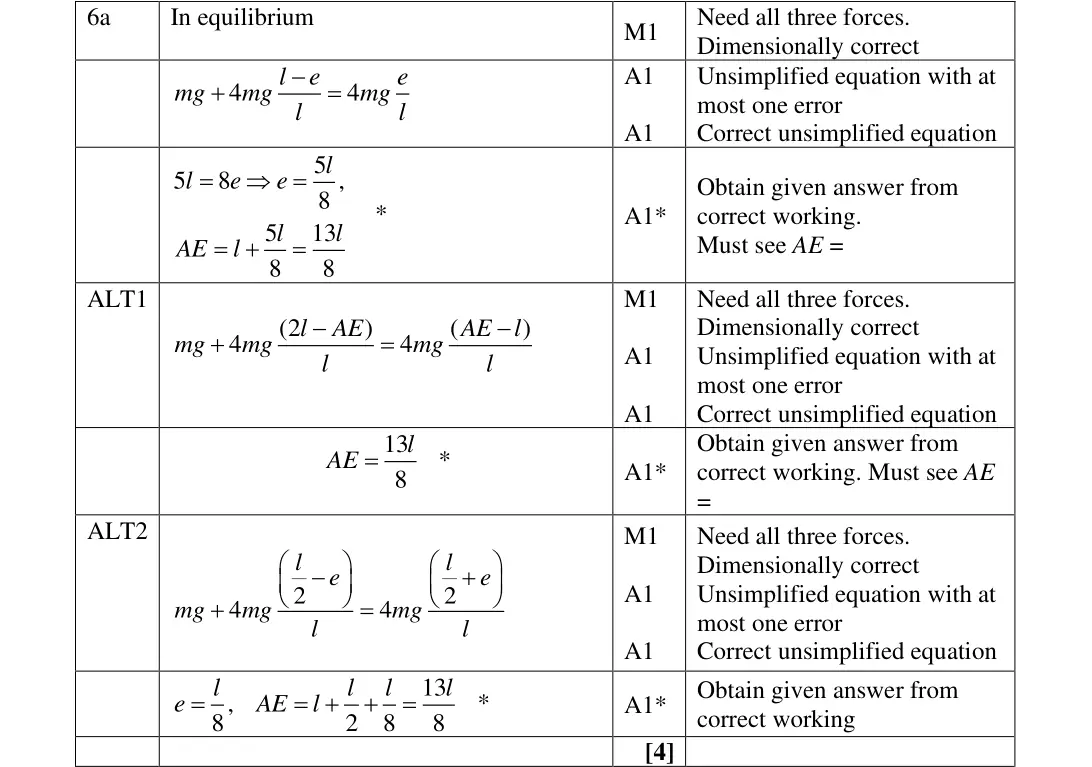 6a In equilibrium M1 Need all three forces.
Dimensionally correct
mg + 4mg (l − e)/l = 4mg e/l A1 Unsimplified equation with at
most one error
A1 Correct unsimplified equation
5l = 8e ⇒ e = 5l/8 ,
AE = l + 5l/8 = 13l/8 * A1* Obtain given answer from
correct working.
Must see AE =
ALT1 M1 Need all three forces.
Dimensionally correct
mg + 4mg (2l − AE)/l = 4mg (AE − l)/l A1 Unsimplified equation with at
most one error
A1 Correct unsimplified equation
AE = 13l/8 * A1* Obtain given answer from
correct working. Must see AE
=
ALT2 M1 Need all three forces.
Dimensionally correct
mg + 4mg (l/2 − e)/l = 4mg (l/2 + e)/l A1 Unsimplified equation with at
most one error
A1 Correct unsimplified equation
e = l/8 , AE = l + l/2 + l/8 = 13l/8 * A1* Obtain given answer from
correct working
[4]